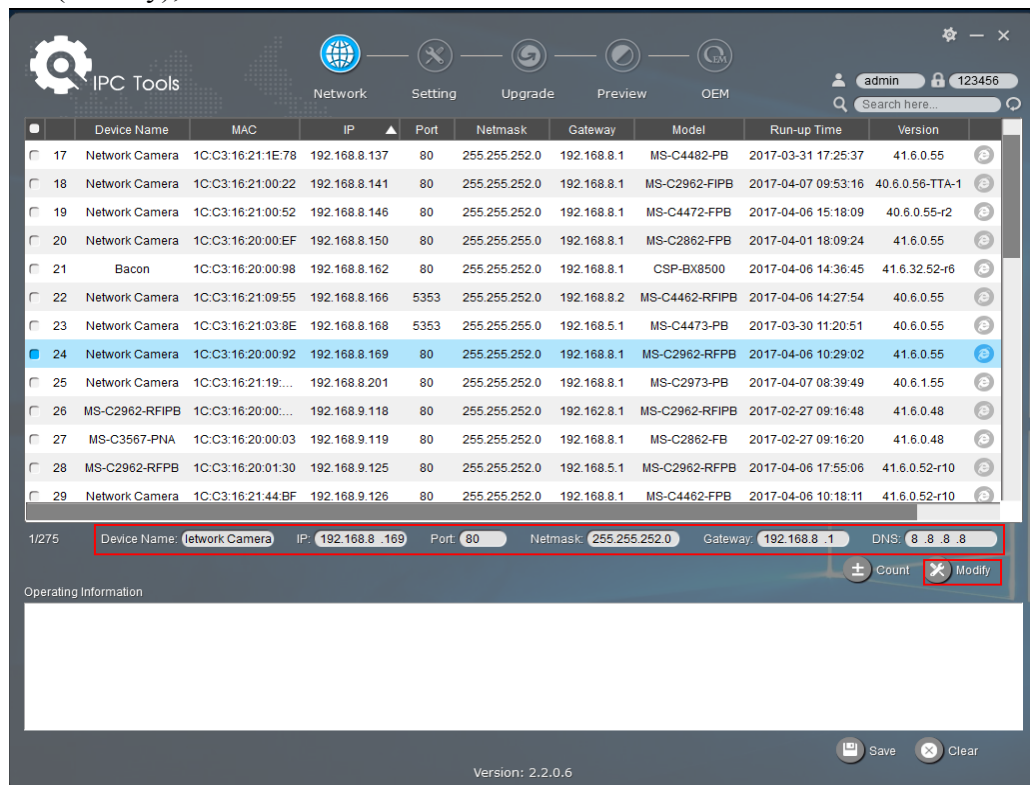 IPC Tools
Network Setting Upgrade Preview OEM
admin 123456
Search here...
Device Name MAC IP Port Netmask Gateway Model Run-up Time Version
17 Network Camera 1C:C3:16:21:1E:78 192.168.8.137 80 255.255.252.0 192.168.8.1 MS-C4482-PB 2017-03-31 17:25:37 41.6.0.55
18 Network Camera 1C:C3:16:21:00:22 192.168.8.141 80 255.255.252.0 192.168.8.1 MS-C2962-FIPB 2017-04-07 09:53:16 40.6.0.56-TTA-1
19 Network Camera 1C:C3:16:21:00:52 192.168.8.146 80 255.255.252.0 192.168.8.1 MS-C4472-FPB 2017-04-06 15:18:09 40.6.0.55-r2
20 Network Camera 1C:C3:16:20:00:EF 192.168.8.150 80 255.255.255.0 192.168.8.1 MS-C2862-FPB 2017-04-01 18:09:24 41.6.0.55
21 Bacon 1C:C3:16:20:00:98 192.168.8.162 80 255.255.255.0 192.168.8.1 CSP-BX8500 2017-04-06 14:36:45 41.6.32.52-r6
22 Network Camera 1C:C3:16:21:09:55 192.168.8.166 5353 255.255.252.0 192.168.8.2 MS-C4462-RFIPB 2017-04-06 14:27:54 40.6.0.55
23 Network Camera 1C:C3:16:21:03:8E 192.168.8.168 5353 255.255.255.0 192.168.5.1 MS-C4473-PB 2017-03-30 11:20:51 40.6.0.55
24 Network Camera 1C:C3:16:20:00:92 192.168.8.169 80 255.255.252.0 192.168.8.1 MS-C2962-RFPB 2017-04-06 10:29:02 41.6.0.55
25 Network Camera 1C:C3:16:21:19:... 192.168.8.201 80 255.255.252.0 192.168.8.1 MS-C2973-PB 2017-04-07 08:39:49 40.6.1.55
26 MS-C2962-RFIPB 1C:C3:16:20:00:... 192.168.9.118 80 255.255.252.0 192.162.8.1 MS-C2962-RFIPB 2017-02-27 09:16:48 41.6.0.48
27 MS-C3567-PNA 1C:C3:16:20:00:03 192.168.9.119 80 255.255.252.0 192.168.8.1 MS-C2862-FB 2017-02-27 09:16:20 41.6.0.48
28 MS-C2962-RFPB 1C:C3:16:20:01:30 192.168.9.125 80 255.255.252.0 192.168.5.1 MS-C2962-RFPB 2017-04-06 17:55:06 41.6.0.52-r10
29 Network Camera 1C:C3:16:21:44:BF 192.168.9.126 80 255.255.252.0 192.168.8.1 MS-C4462-FPB 2017-04-06 10:18:11 41.6.0.52-r10
1/275 Device Name: letwork Camera IP: 192.168.8 .169 Port: 80 Netmask: 255.255.252.0 Gateway: 192.168.8 .1 DNS: 8 .8 .8 .8
Count Modify
Operating Information
Save Clear
Version: 2.2.0.6